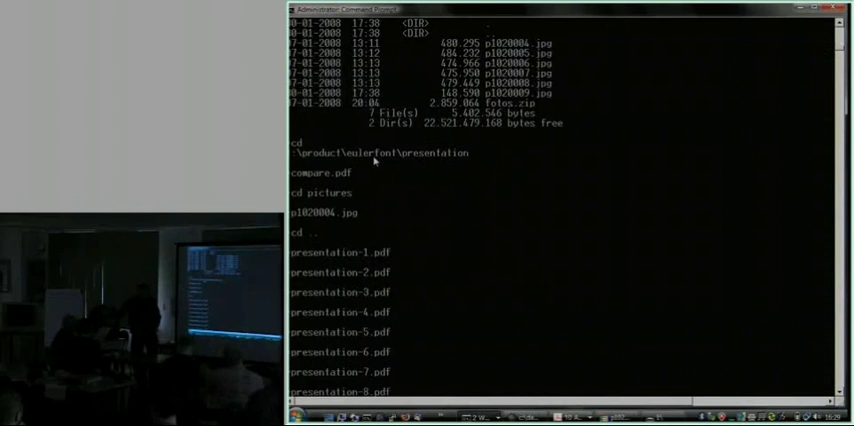 Administrator: Command Prompt
0-01-2008 17:38 <DIR> .
0-01-2008 17:38 <DIR> ..
7-01-2008 13:11 480.295 p1020004.jpg
7-01-2008 13:12 484.232 p1020005.jpg
7-01-2008 13:13 474.966 p1020006.jpg
7-01-2008 13:13 475.950 p1020007.jpg
7-01-2008 13:13 479.449 p1020008.jpg
0-01-2008 17:38 148.590 p1020009.jpg
7-01-2008 20:04 2.859.064 fotos.zip
7 File(s) 5.402.546 bytes
2 Dir(s) 22.521.479.168 bytes free
cd
:\product\eulerfont\presentation
compare.pdf
cd pictures
p1020004.jpg
cd ..
presentation-1.pdf
presentation-2.pdf
presentation-3.pdf
presentation-4.pdf
presentation-5.pdf
presentation-6.pdf
presentation-7.pdf
presentation-8.pdf
16:29